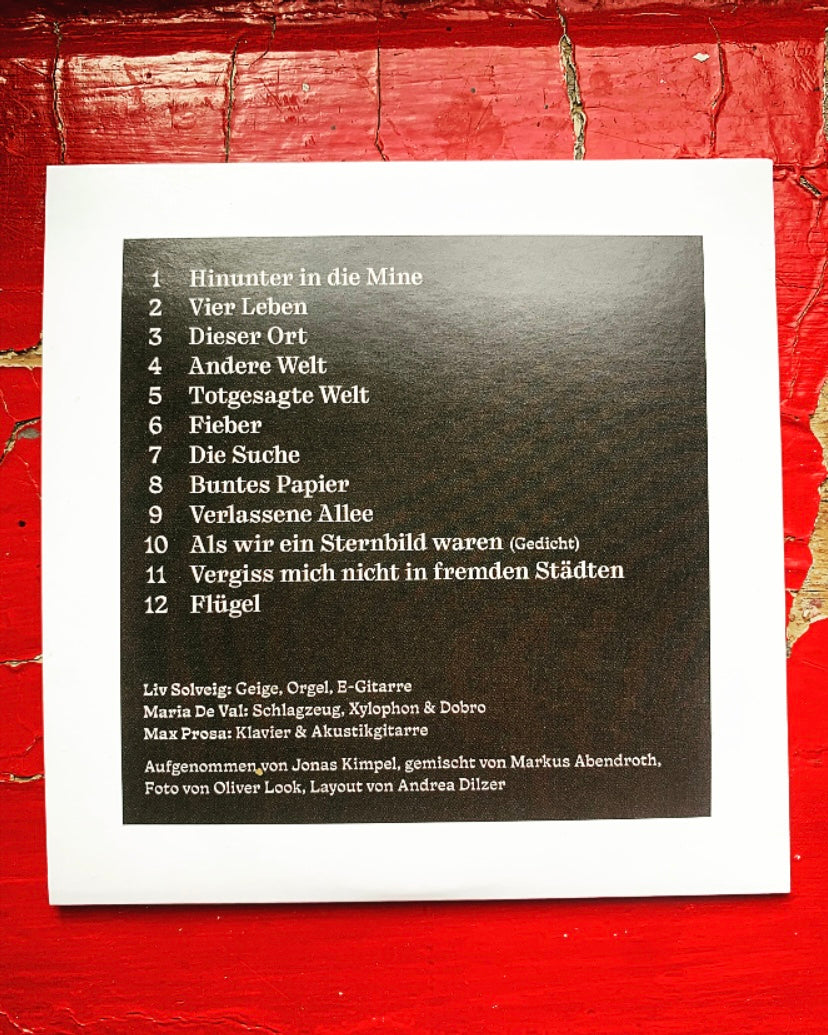 1 Hinunter in die Mine
2 Vier Leben
3 Dieser Ort
4 Andere Welt
5 Totgesagte Welt
6 Fieber
7 Die Suche
8 Buntes Papier
9 Verlassene Allee
10 Als wir ein Sternbild waren (Gedicht)
11 Vergiss mich nicht in fremden Städten
12 Flügel
Liv Solveig: Geige, Orgel, E-Gitarre
Maria De Val: Schlagzeug, Xylophon & Dobro
Max Prosa: Klavier & Akustikgitarre
Aufgenommen von Jonas Kimpel, gemischt von Markus Abendroth,
Foto von Oliver Look, Layout von Andrea Dilzer